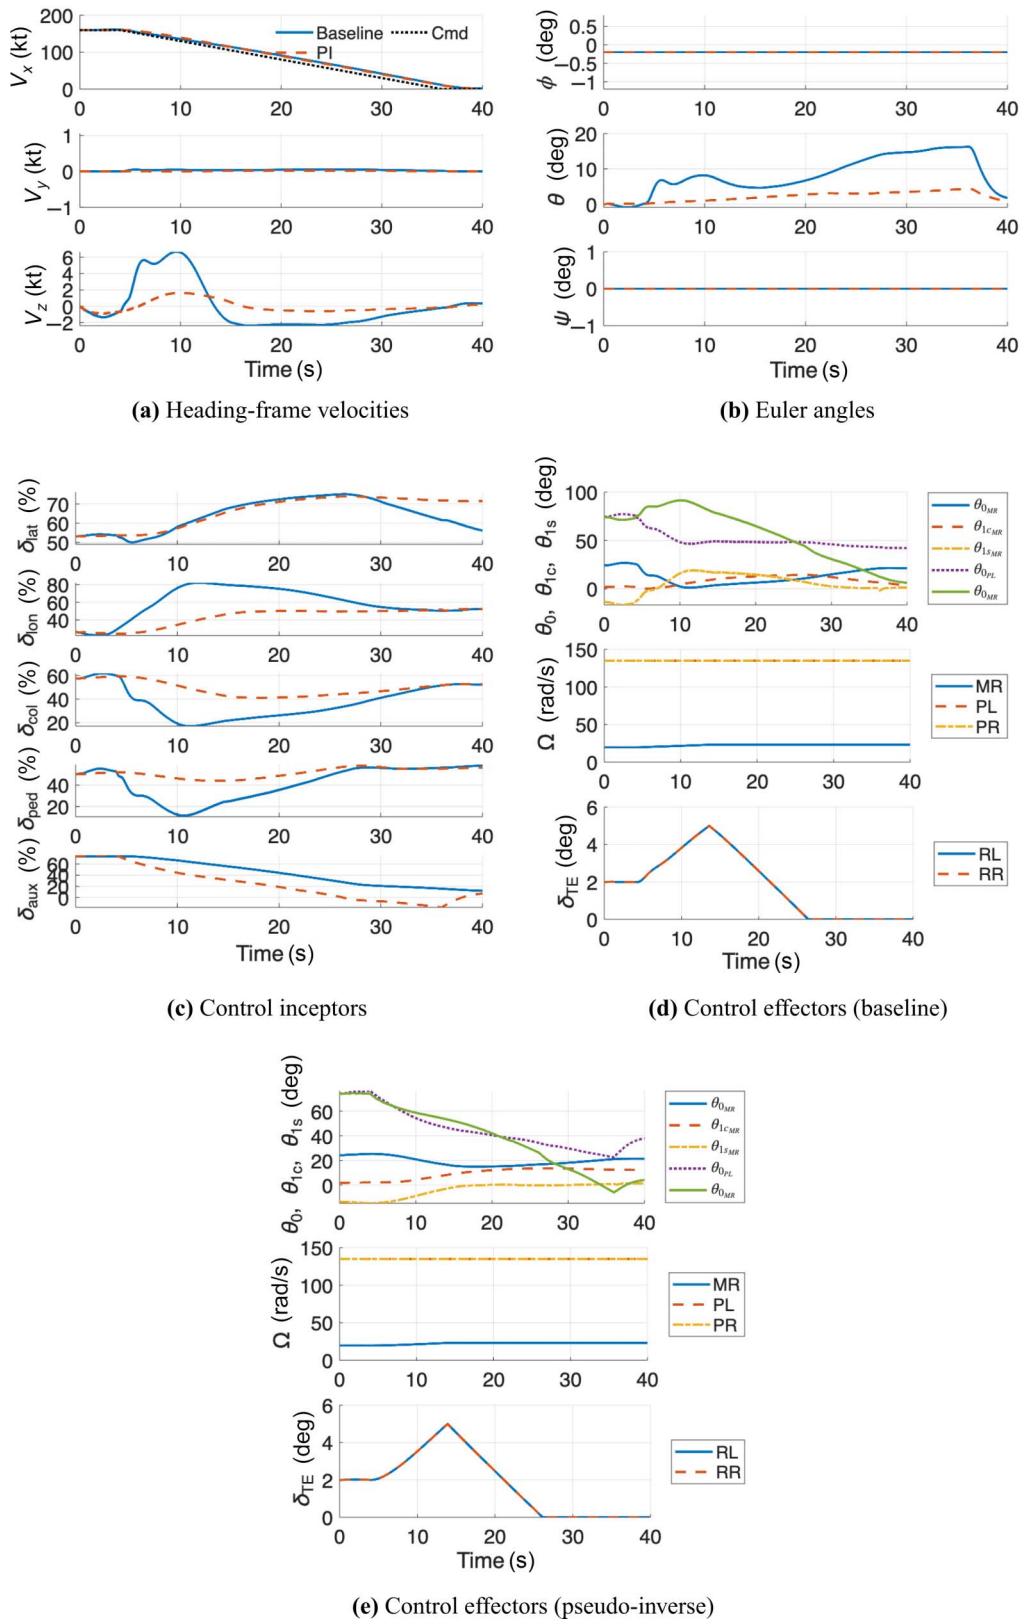 200
100
0
V_x (kt)
Baseline
Cmd
PI
0 10 20 30 40
1
0
−1
V_y (kt)
0 10 20 30 40
6
4
2
0
−2
V_z (kt)
0 10 20 30 40
Time (s)
(a) Heading-frame velocities
0.5
0
−0.5
−1
ϕ (deg)
0 10 20 30 40
20
10
0
θ (deg)
0 10 20 30 40
1
0
−1
ψ (deg)
0 10 20 30 40
Time (s)
(b) Euler angles
70
60
50
δ_lat (%)
0 10 20 30 40
80
60
40
δ_lon (%)
0 10 20 30 40
60
40
20
δ_col (%)
0 10 20 30 40
40
20
δ_ped (%)
0 10 20 30 40
60
40
20
0
δ_aux (%)
0 10 20 30 40
Time (s)
(c) Control inceptors
100
50
0
θ_0, θ_1c, θ_1s (deg)
0 10 20 30 40
θ_0MR
θ_1cMR
θ_1sMR
θ_0PL
θ_0MR
150
100
50
0
Ω (rad/s)
0 10 20 30 40
MR
PL
PR
6
4
2
0
δ_TE (deg)
0 10 20 30 40
RL
RR
Time (s)
(d) Control effectors (baseline)
60
40
20
0
θ_0, θ_1c, θ_1s (deg)
0 10 20 30 40
θ_0MR
θ_1cMR
θ_1sMR
θ_0PL
θ_0MR
150
100
50
0
Ω (rad/s)
0 10 20 30 40
MR
PL
PR
6
4
2
0
δ_TE (deg)
0 10 20 30 40
RL
RR
Time (s)
(e) Control effectors (pseudo-inverse)